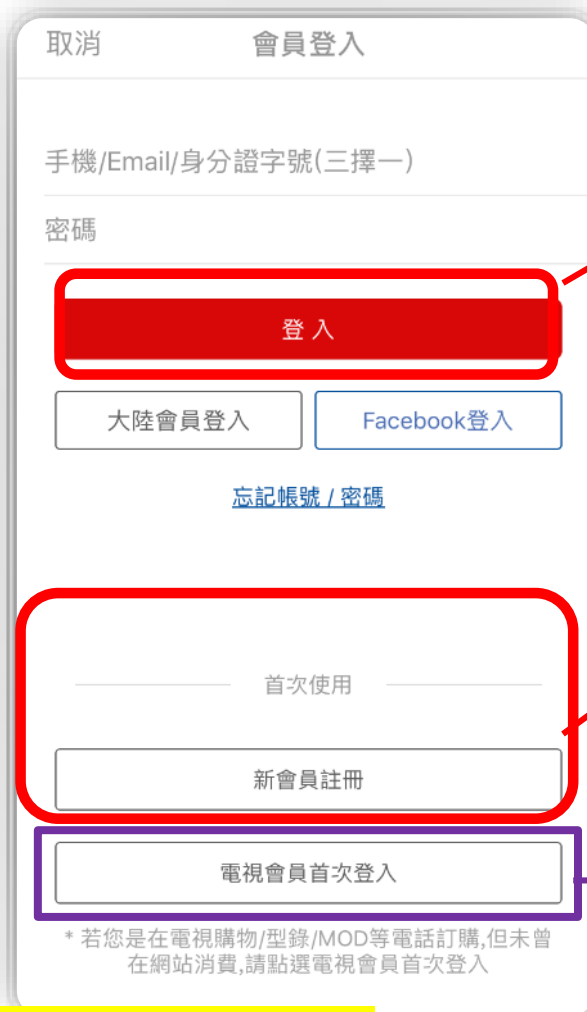 取消 會員登入
手機/Email/身分證字號(三擇一)
密碼
登 入
大陸會員登入 Facebook登入
忘記帳號 / 密碼
首次使用
新會員註冊
電視會員首次登入
* 若您是在電視購物/型錄/MOD等電話訂購,但未曾
在網站消費,請點選電視會員首次登入